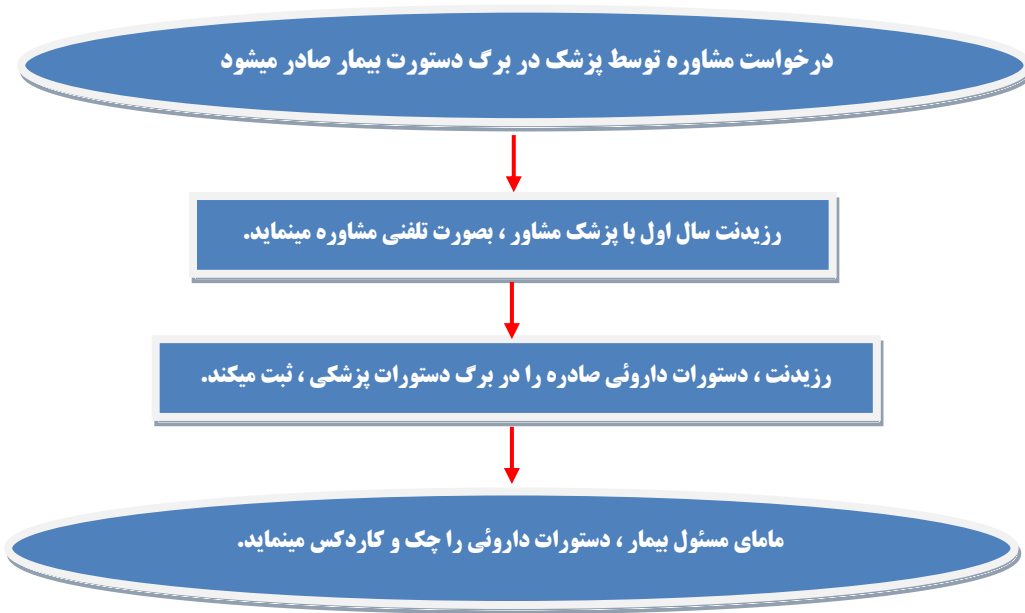 درخواست مشاوره توسط پزشک در برگ دستورت بیمار صادر میشود
رزیدنت سال اول با پزشک مشاور ، بصورت تلفنی مشاوره مینماید.
رزیدنت ، دستورات داروئی صادره را در برگ دستورات پزشکی ، ثبت میکند.
مامای مسئول بیمار ، دستورات داروئی را چک و کاردکس مینماید.